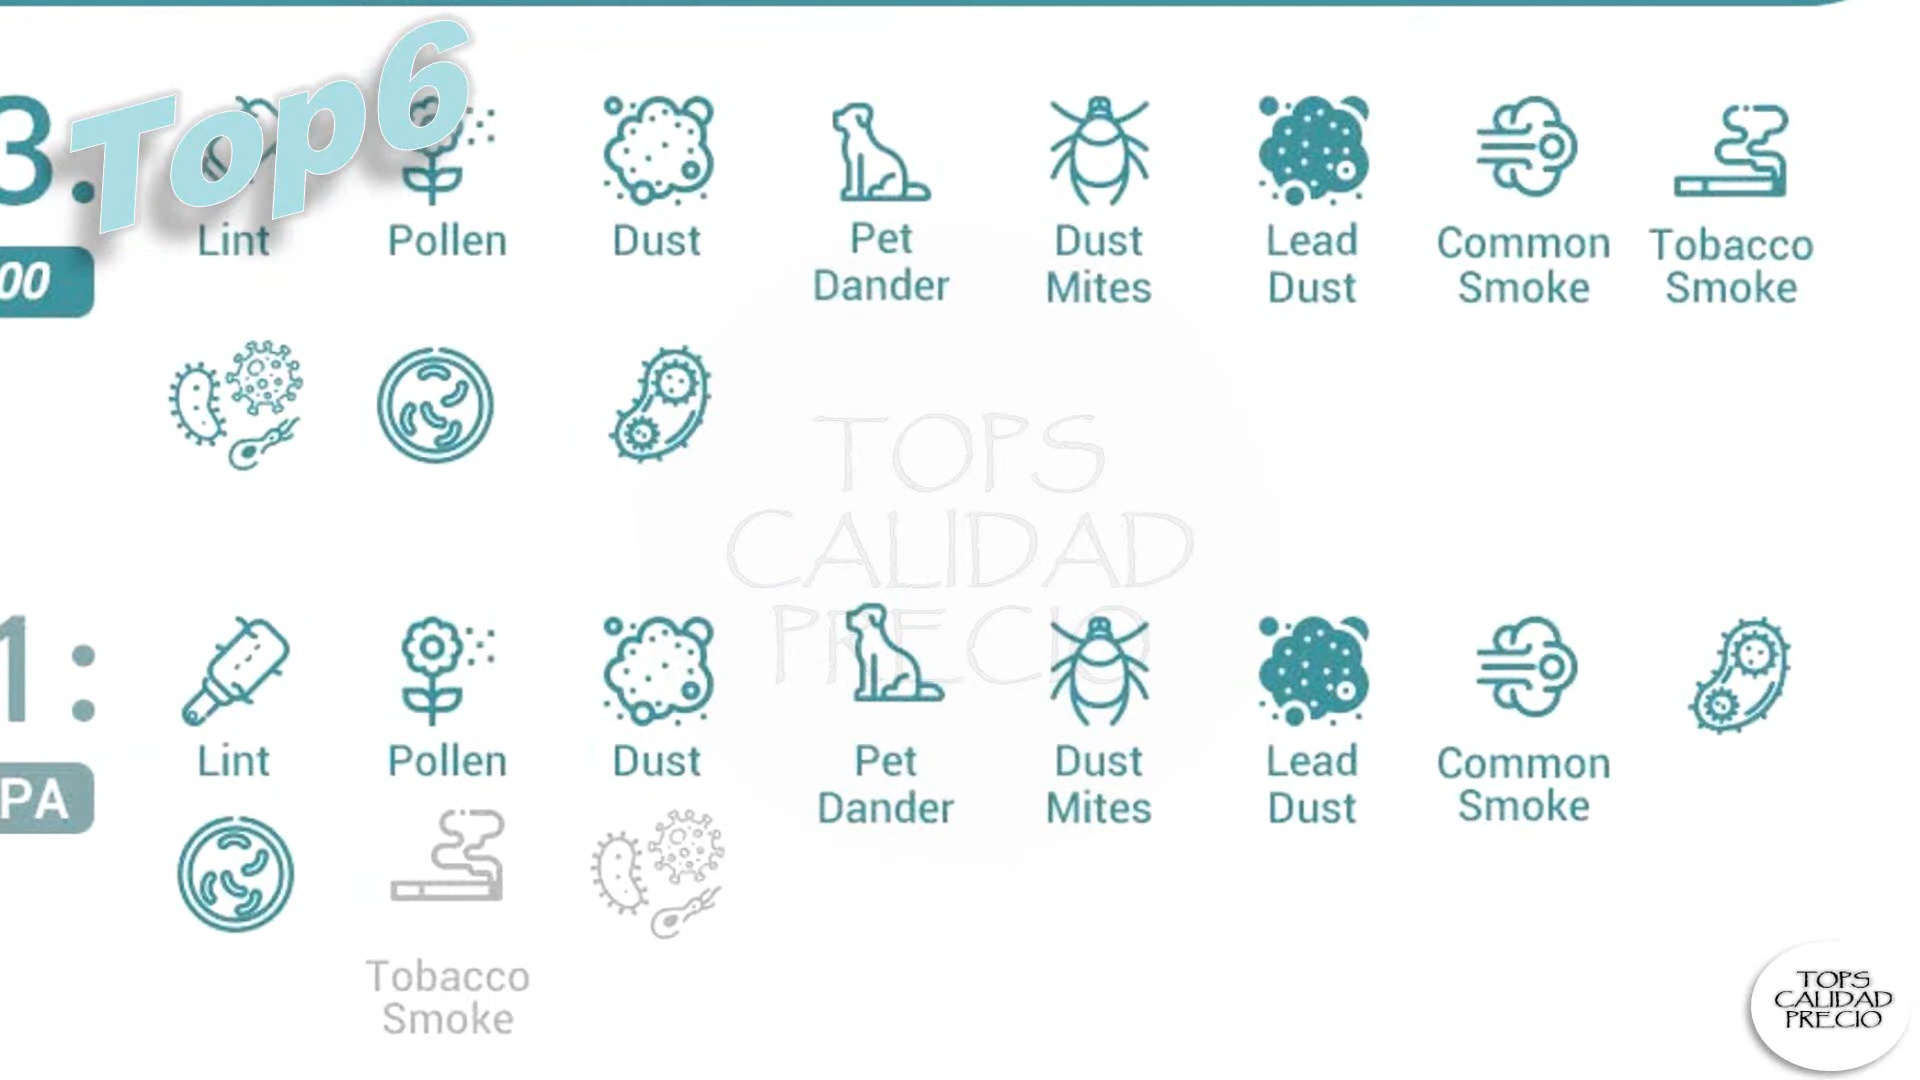 Top6
3.
00
Lint
Pollen
Dust
Pet
Dander
Dust
Mites
Lead
Dust
Common
Smoke
Tobacco
Smoke
TOPS
CALIDAD
PRECIO
1:
PA
Lint
Pollen
Dust
Pet
Dander
Dust
Mites
Lead
Dust
Common
Smoke
Tobacco
Smoke
TOPS
CALIDAD
PRECIO